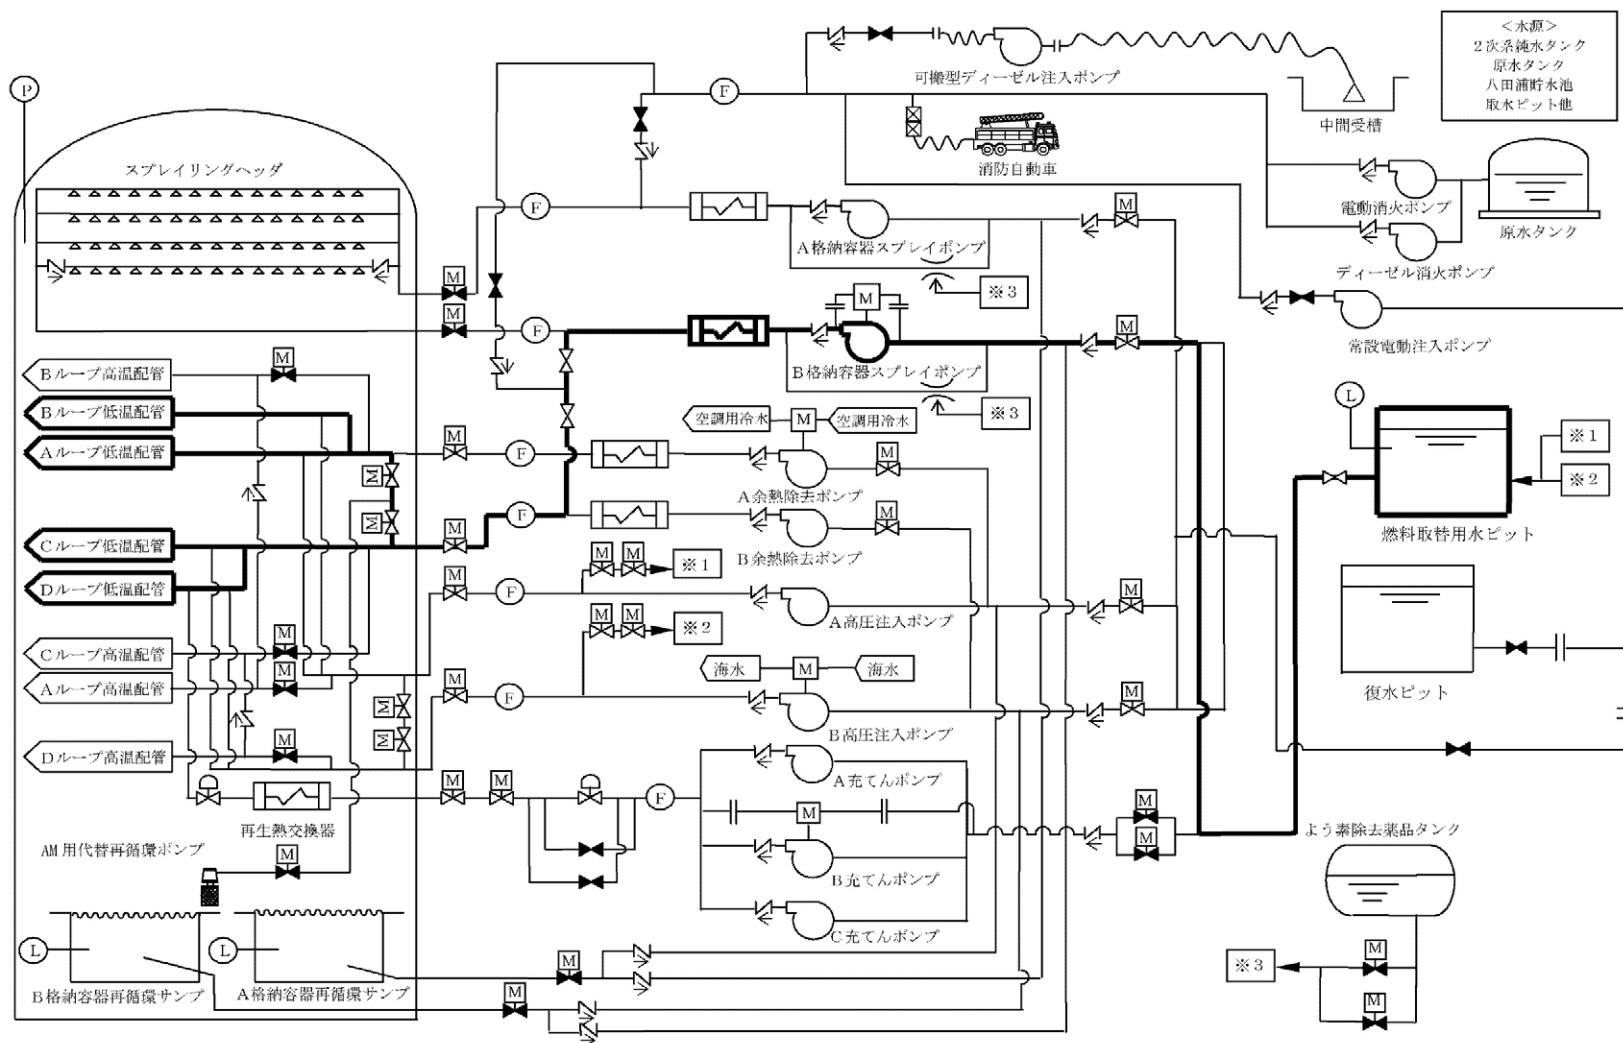 <水源>
2次系純水タンク
原水タンク
八田浦貯水池
取水ピット他
P
可搬型ディーゼル注入ポンプ
中間受槽
F
消防自動車
スプレイリングヘッダ
M
電動消火ポンプ
原水タンク
F
A格納容器スプレイポンプ
ディーゼル消火ポンプ
M
※3
M
M
F
M
常設電動注入ポンプ
M
Bループ高温配管
B格納容器スプレイポンプ
※3
L
Bループ低温配管
空調用冷水
M
空調用冷水
※1
Aループ低温配管
M
F
M
M
※2
A余熱除去ポンプ
M
Cループ低温配管
M
F
M
燃料取替用水ピット
B余熱除去ポンプ
M
M
※1
Dループ低温配管
M
F
M
A高圧注入ポンプ
M
M
※2
Cループ高温配管
M
海水
M
海水
Aループ高温配管
M
M
F
復水ピット
M
M
B高圧注入ポンプ
M
Dループ高温配管
M
M
M
A充てんポンプ
F
M
M
再生熱交換器
よう素除去薬品タンク
AM用代替再循環ポンプ
M
M
B充てんポンプ
C充てんポンプ
L
L
M
M
※3
B格納容器再循環サンプ
A格納容器再循環サンプ
M
M